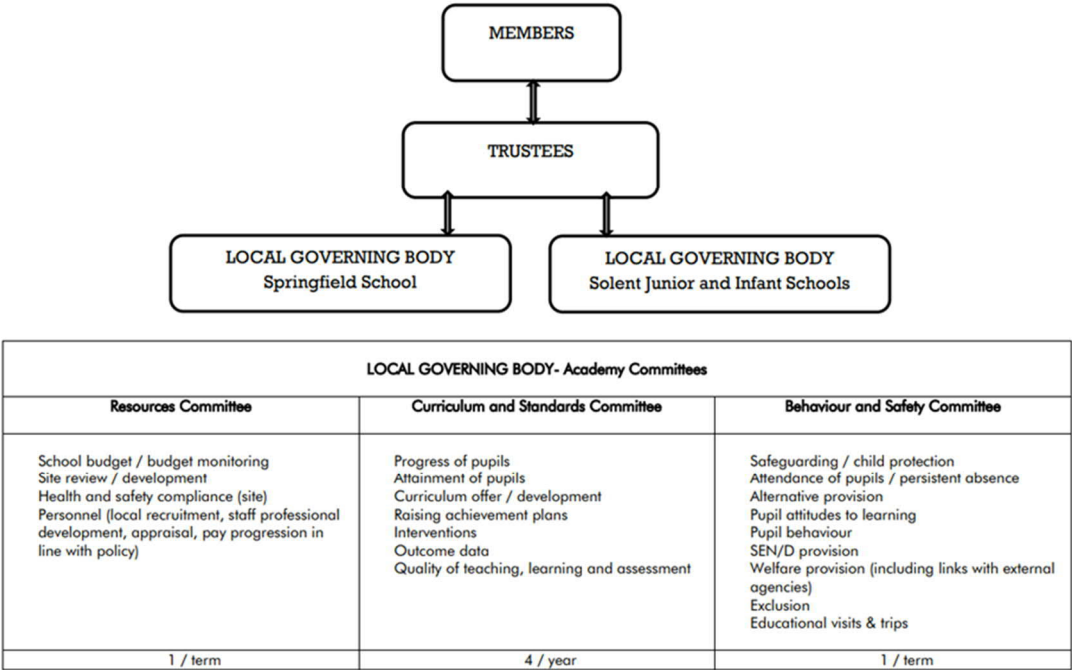 MEMBERS
TRUSTEES
LOCAL GOVERNING BODY
Springfield School
LOCAL GOVERNING BODY
Solent Junior and Infant Schools
LOCAL GOVERNING BODY- Academy Committees
Resources Committee
Curriculum and Standards Committee
Behaviour and Safety Committee
School budget / budget monitoring
Site review / development
Health and safety compliance (site)
Personnel (local recruitment, staff professional
development, appraisal, pay progression in
line with policy)
Progress of pupils
Attainment of pupils
Curriculum offer / development
Raising achievement plans
Interventions
Outcome data
Quality of teaching, learning and assessment
Safeguarding / child protection
Attendance of pupils / persistent absence
Alternative provision
Pupil attitudes to learning
Pupil behaviour
SEN/D provision
Welfare provision (including links with external
agencies)
Exclusion
Educational visits & trips
1 / term
4 / year
1 / term